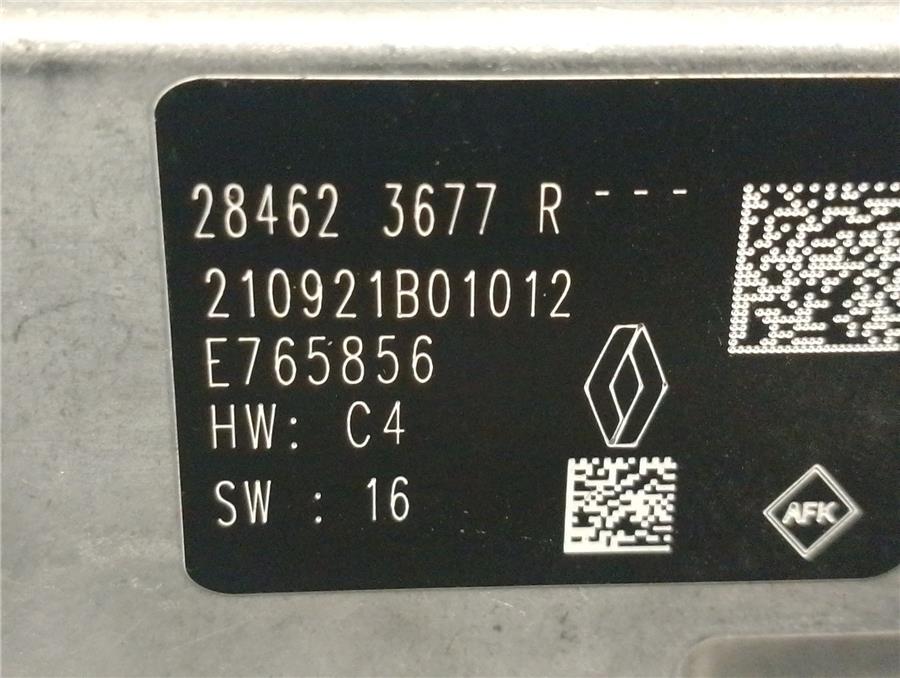 28462 3677 R ---
210921B01012
E765856
HW: C4
SW : 16
AFK